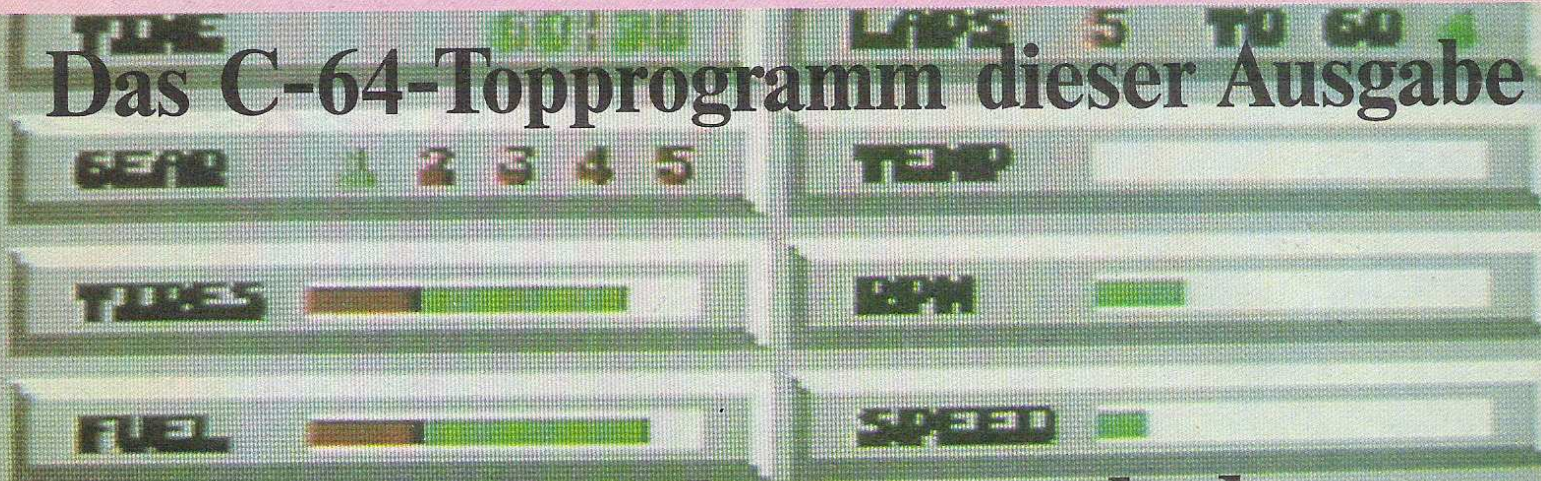 TIME LAPS 5 TO GO 4
Das C-64-Topprogramm dieser Ausgabe
GEAR 1 2 3 4 5 TEMP
TIRES RPM
FUEL SPEED